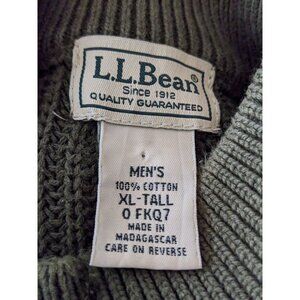 L.L.Bean®
Since 1912
QUALITY GUARANTEED
MEN'S
100% COTTON
XL-TALL
0 FKQ7
MADE IN
MADAGASCAR
CARE ON REVERSE